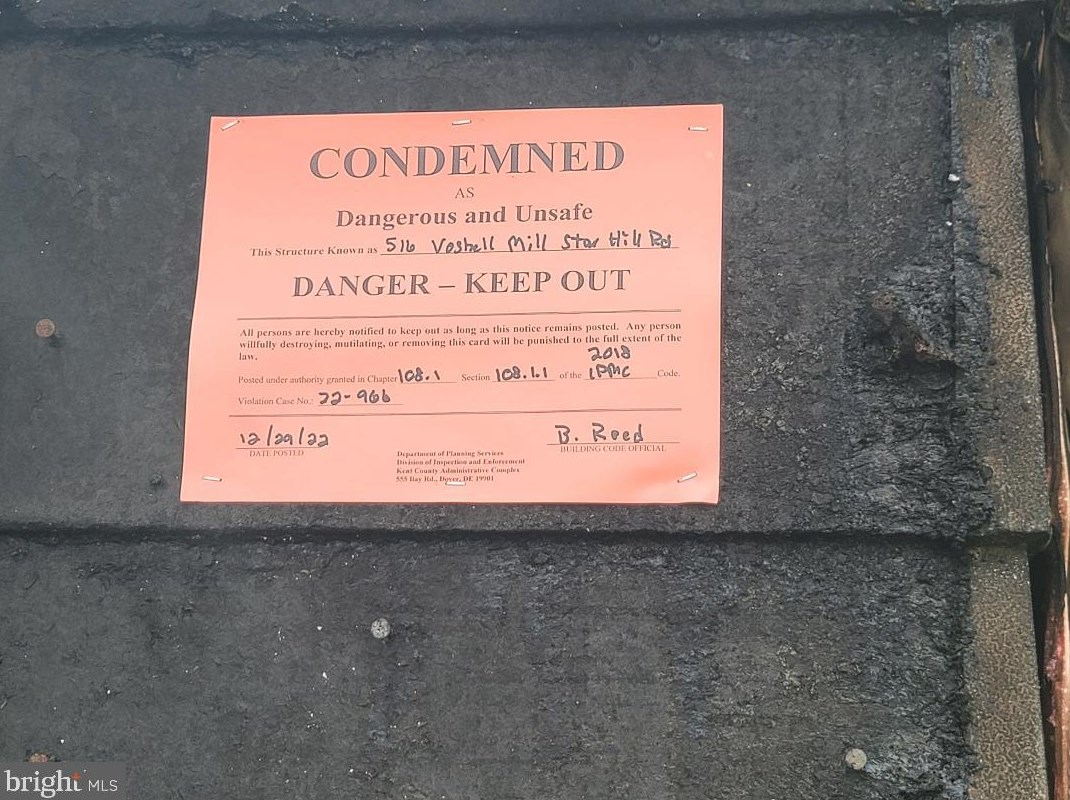 CONDEMNED
AS
Dangerous and Unsafe
This Structure Known as 516 Voshell Mill Star Hill Rd
DANGER – KEEP OUT
All persons are hereby notified to keep out as long as this notice remains posted. Any person
willfully destroying, mutilating, or removing this card will be punished to the full extent of the
law.
2018
Posted under authority granted in Chapter 108.1 Section 108.1.1 of the IPMC Code.
Violation Case No.: 22-966
12/29/22 B. Reed
DATE POSTED BUILDING CODE OFFICIAL
Department of Planning Services
Division of Inspection and Enforcement
Kent County Administrative Complex
555 Bay Rd., Dover, DE 19901
bright MLS